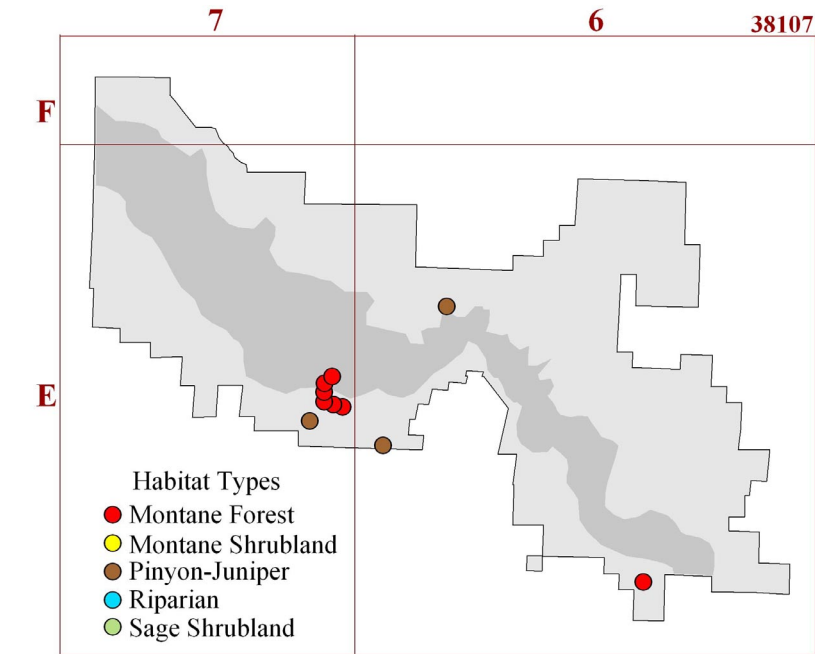 7 6 38107
F
E
Habitat Types
Montane Forest
Montane Shrubland
Pinyon-Juniper
Riparian
Sage Shrubland